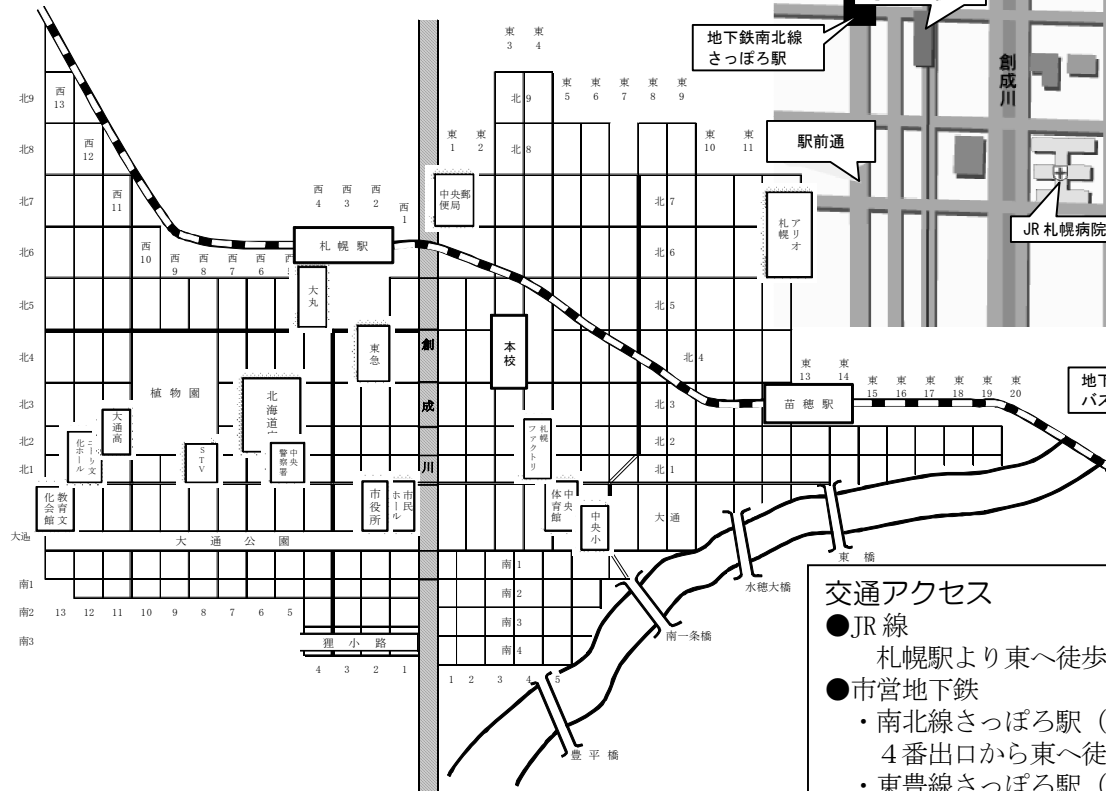 地下鉄南北線
さっぽろ駅
創成川
駅前通
JR 札幌病院
東 3
東 4
東 5
東 6
東 7
東 8
東 9
東 1
東 2
東 10
東 11
北9
西 13
北 9
北8
西 12
北 8
北7
西 11
西 4
西 3
西 2
西 1
中央郵便局
北 7
アリオ札幌
北6
西 10
西 9
西 8
西 7
西 6
札 幌 駅
北 6
北5
大丸
北 5
北4
東急
創成川
本校
北 4
東 13
東 14
東 15
東 16
東 17
東 18
東 19
東 20
地下
バス
北3
植 物 園
北海道
苗 穂 駅
北 3
北2
大通高
化ホール
STV
中央警察署
札幌ファクトリ
北 2
北1
北 1
教育文化会館
市役所
市民ホール
中央体育館
中央小
大 通
大通
大 通 公 園
東 橋
水穂大橋
南1
南 1
南2
13 12 11 10 9 8 7 6 5
南 2
南3
狸 小 路
南 3
南一条橋
南 4
4 3 2 1
1 2 3 4 5
豊 平 橋
交通アクセス
●JR 線
札幌駅より東へ徒歩
●市営地下鉄
・南北線さっぽろ駅（
４番出口から東へ徒
・東豊線さっぽろ駅（